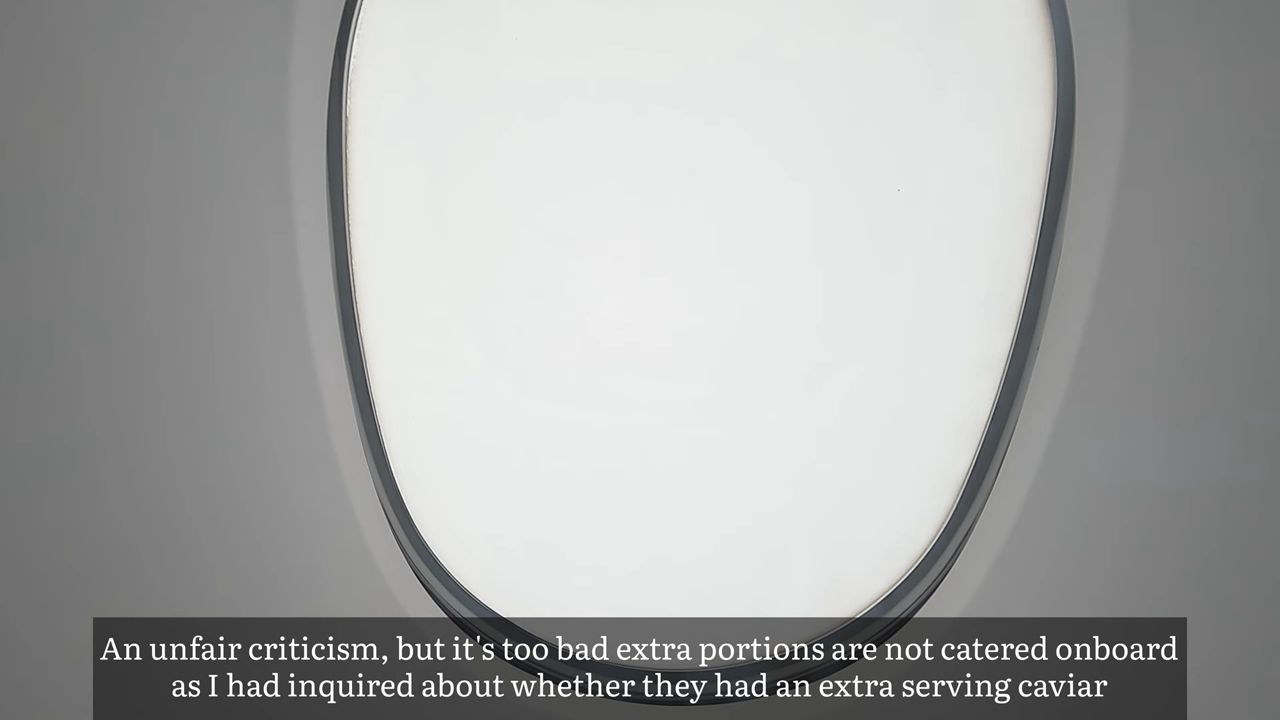 An unfair criticism, but it's too bad extra portions are not catered onboard
as I had inquired about whether they had an extra serving caviar